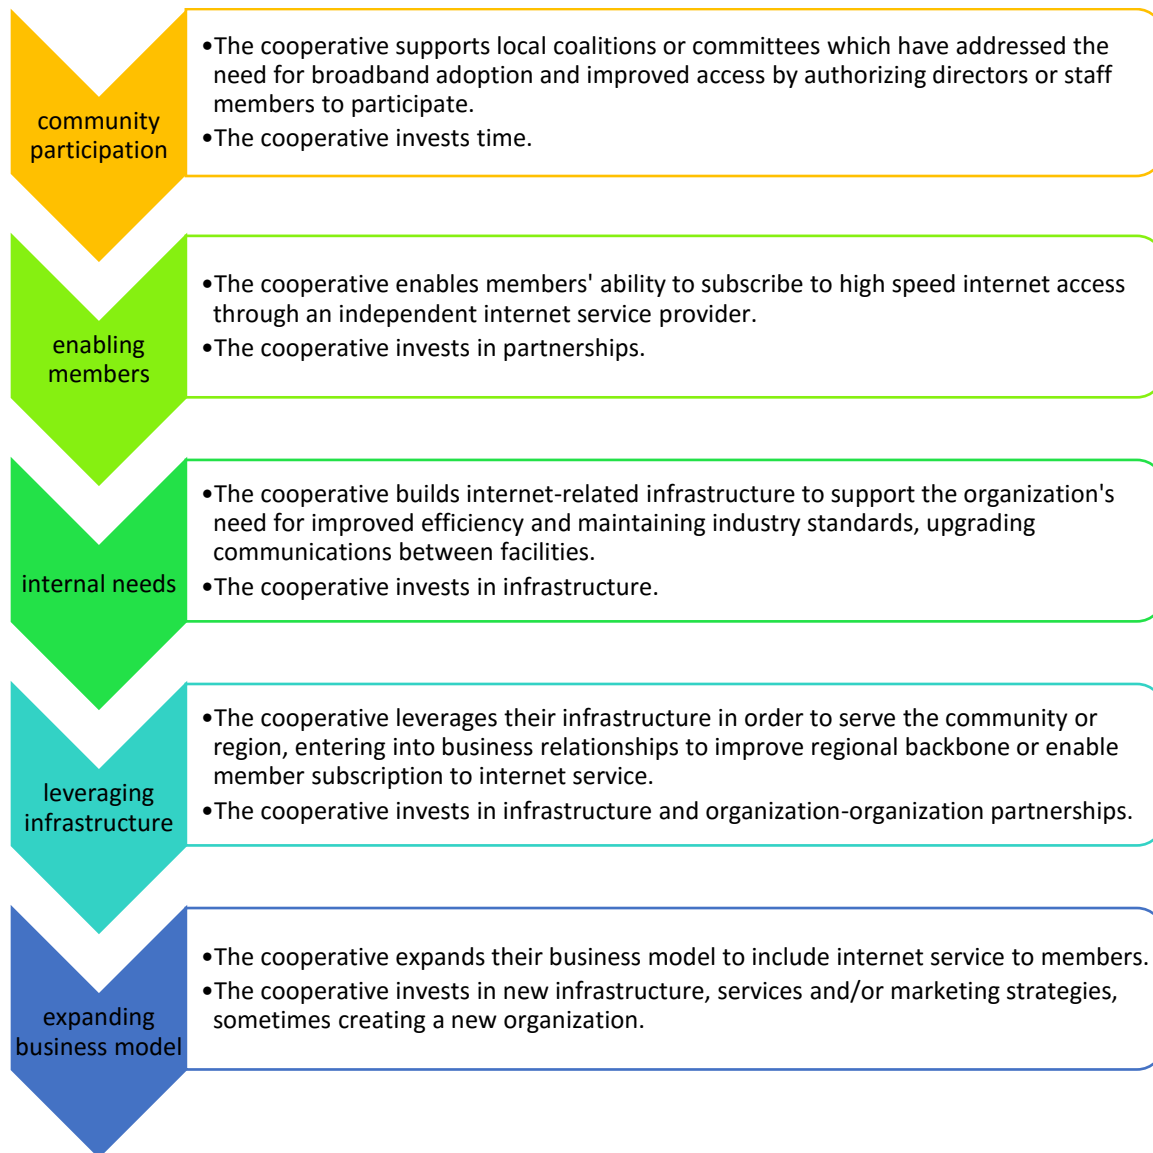 community
participation
•The cooperative supports local coalitions or committees which have addressed the
need for broadband adoption and improved access by authorizing directors or staff
members to participate.
•The cooperative invests time.
enabling
members
•The cooperative enables members' ability to subscribe to high speed internet access
through an independent internet service provider.
•The cooperative invests in partnerships.
internal needs
•The cooperative builds internet-related infrastructure to support the organization's
need for improved efficiency and maintaining industry standards, upgrading
communications between facilities.
•The cooperative invests in infrastructure.
leveraging
infrastructure
•The cooperative leverages their infrastructure in order to serve the community or
region, entering into business relationships to improve regional backbone or enable
member subscription to internet service.
•The cooperative invests in infrastructure and organization-organization partnerships.
expanding
business model
•The cooperative expands their business model to include internet service to members.
•The cooperative invests in new infrastructure, services and/or marketing strategies,
sometimes creating a new organization.